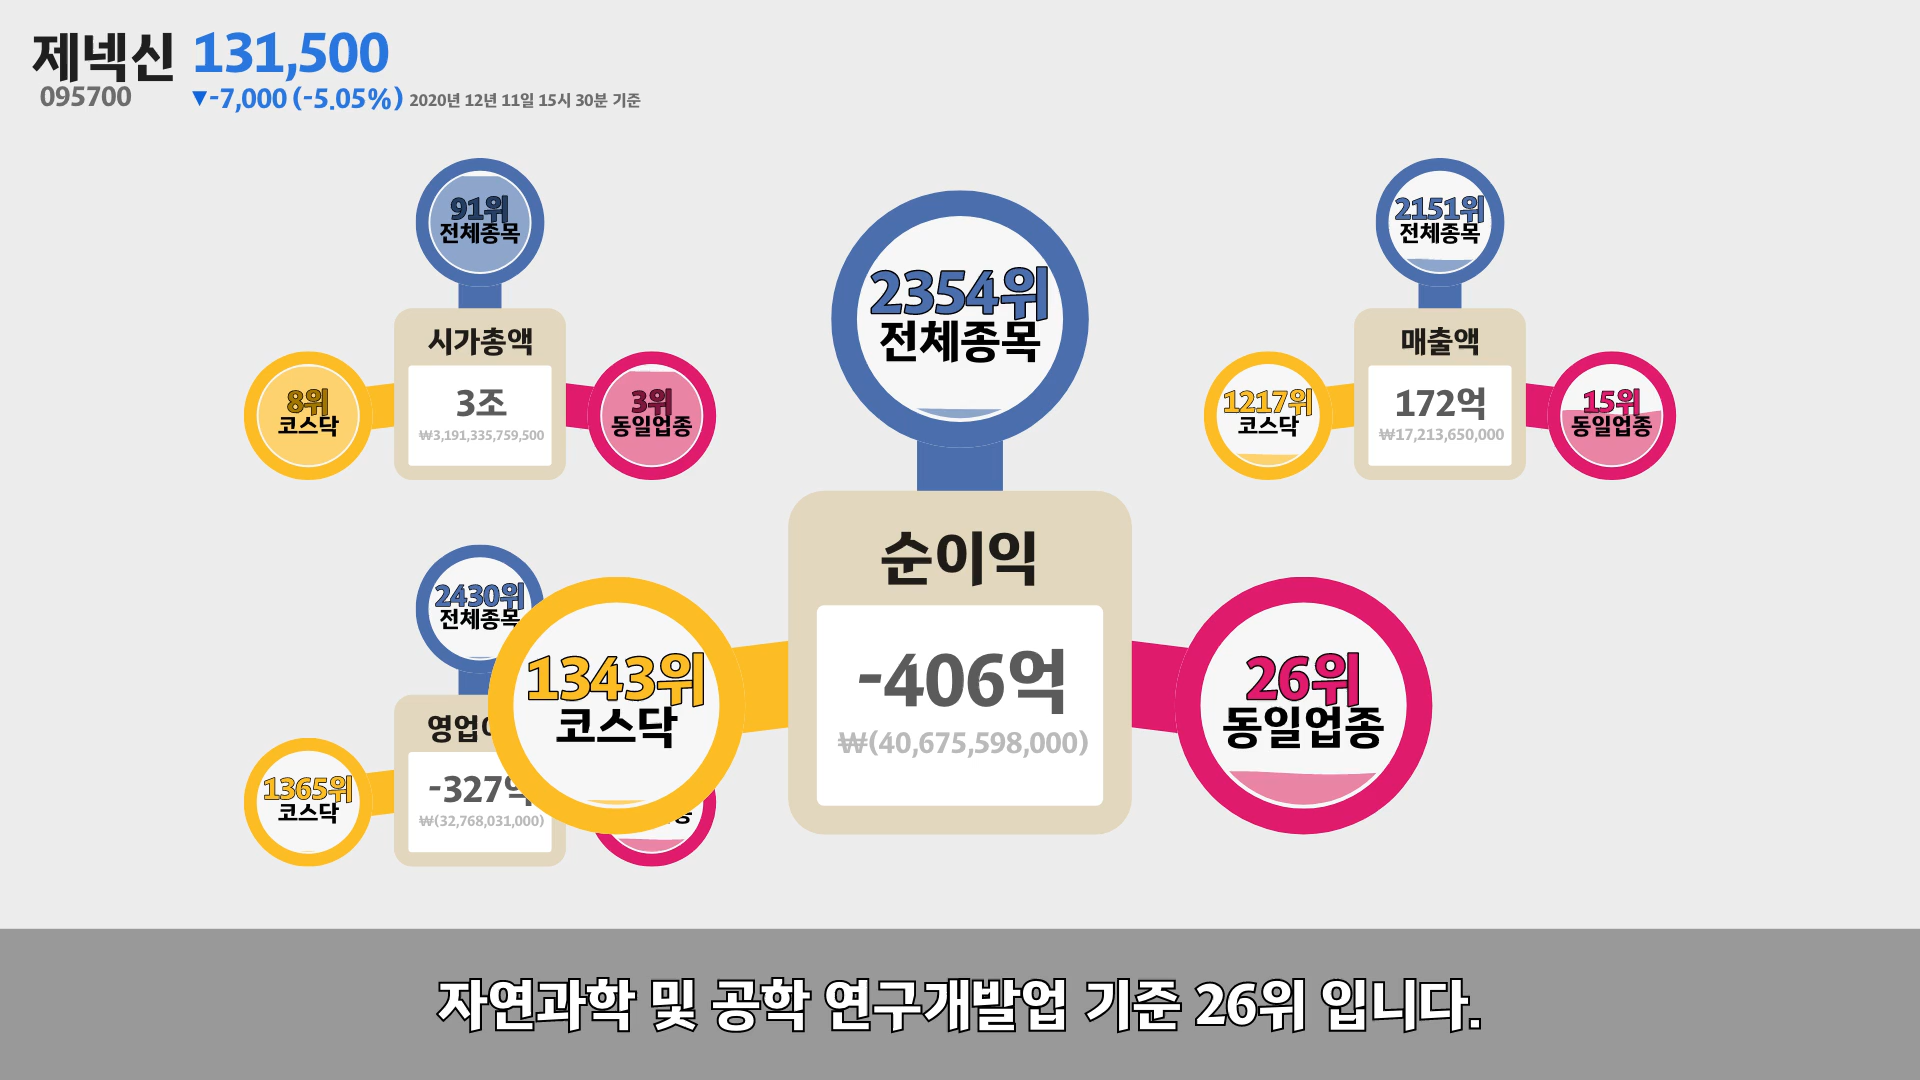 제넥신 131,500
095700 ▼-7,000 (-5.05%) 2020년 12년 11일 15시 30분 기준
91위
전체종목
시가총액
3조
₩3,191,335,759,500
8위
코스닥
3위
동일업종
2354위
전체종목
순이익
-406억
₩(40,675,598,000)
1343위
코스닥
26위
동일업종
2151위
전체종목
매출액
172억
₩17,213,650,000
1217위
코스닥
15위
동일업종
2430위
전체종목
영업
-327억
₩(32,768,031,000)
1365위
코스닥
자연과학 및 공학 연구개발업 기준 26위 입니다.